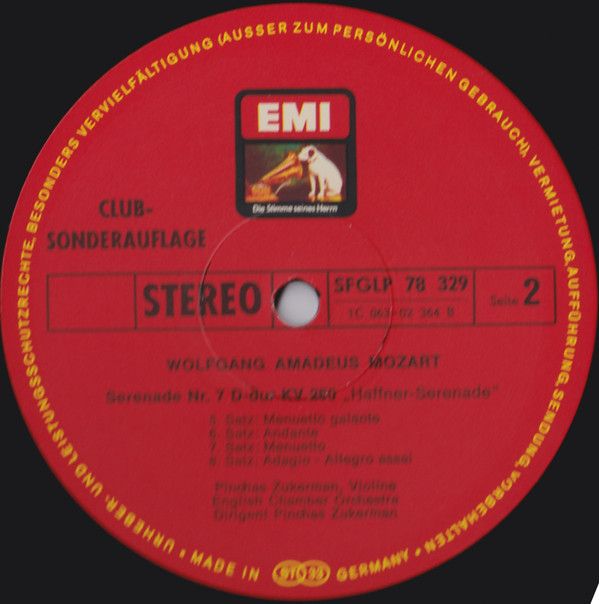 URHEBER- UND LEISTUNGSSCHUTZRECHTE, BESONDERS VERVIELFÄLTIGUNG (AUSSER ZUM PERSÖNLICHEN GEBRAUCH), VERMIETUNG, AUFFÜHRUNG, SENDUNG, VORBEHALTEN
EMI
Die Stimme seines Herrn
CLUB-
SONDERAUFLAGE
STEREO
SFGLP 78 329
1C 063-02 364 B
Seite 2
WOLFGANG AMADEUS MOZART
Serenade Nr. 7 D-dur KV 250 „Haffner-Serenade"
5. Satz: Menuetto galante
6. Satz: Andante
7. Satz: Menuetto
8. Satz: Adagio - Allegro assai
Pinchas Zukerman, Violine
English Chamber Orchestra
Dirigent Pinchas Zukerman
• MADE IN ST 33 GERMANY •